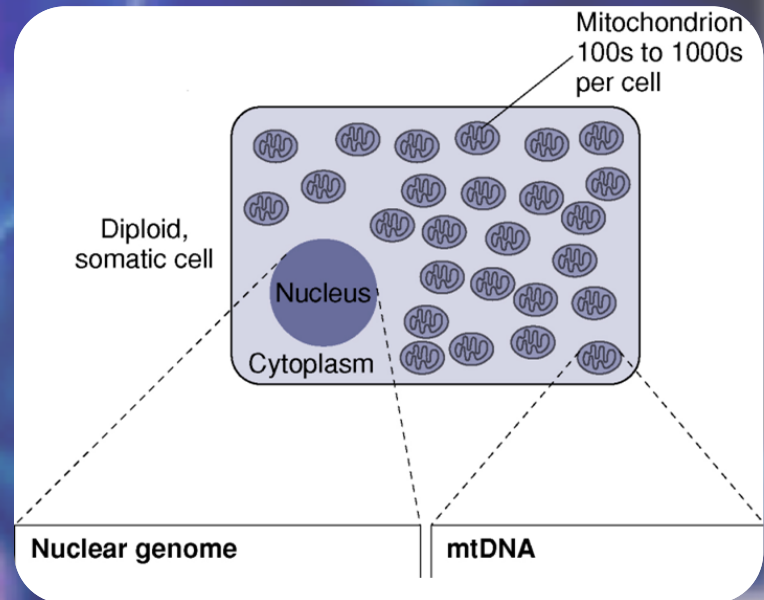 Mitochondrion
100s to 1000s
per cell
Diploid,
somatic cell
Nucleus
Cytoplasm
Nuclear genome
mtDNA